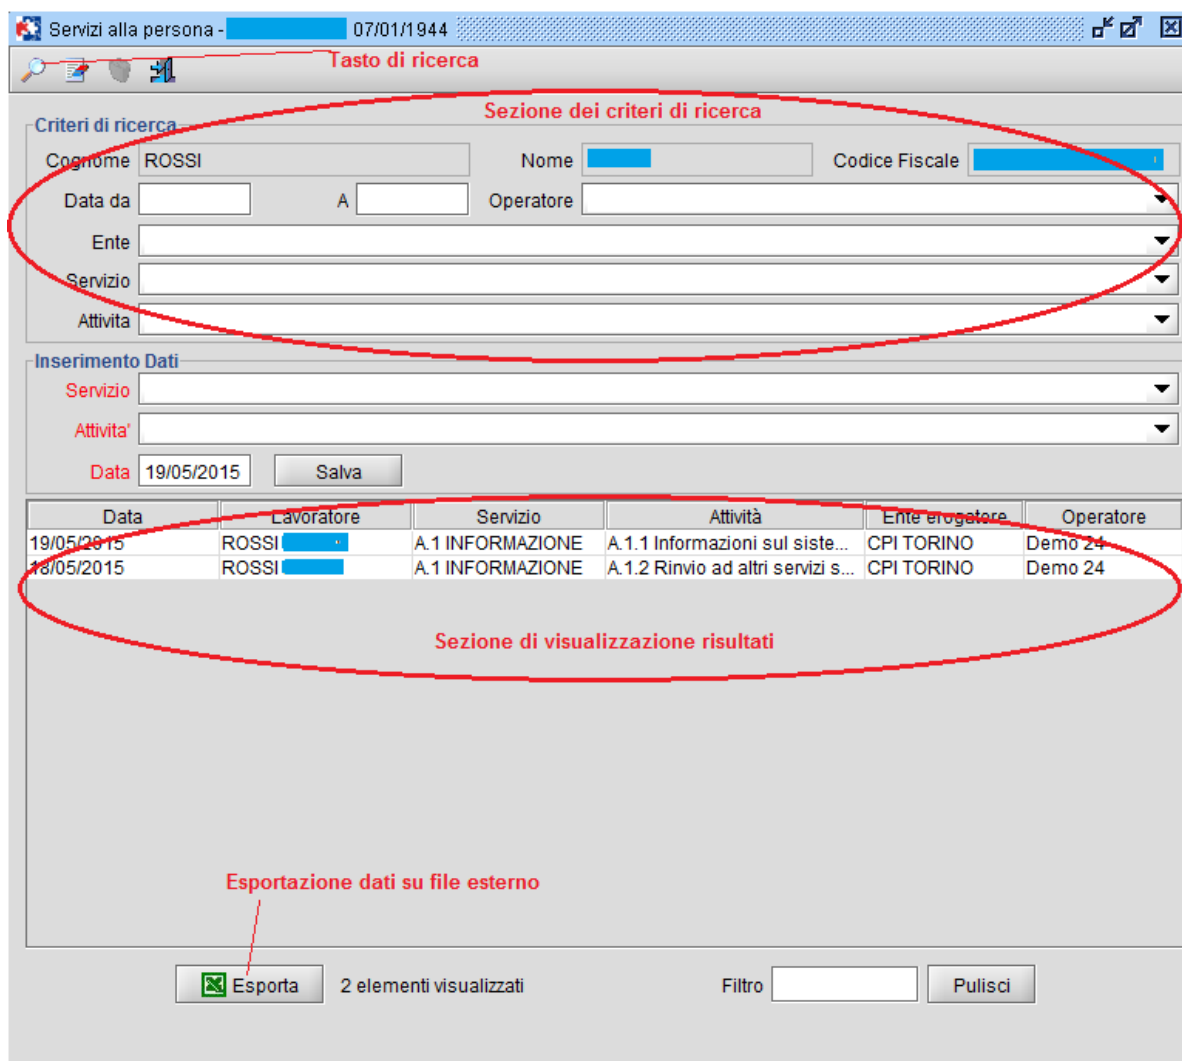 Servizi alla persona - 07/01/1944
Tasto di ricerca
Sezione dei criteri di ricerca
Criteri di ricerca
Cognome ROSSI Nome Codice Fiscale
Data da A Operatore
Ente
Servizio
Attivita
Inserimento Dati
Servizio
Attivita'
Data 19/05/2015 Salva
Data Lavoratore Servizio Attività Ente erogatore Operatore
19/05/2015 ROSSI A.1 INFORMAZIONE A.1.1 Informazioni sul siste... CPI TORINO Demo 24
18/05/2015 ROSSI A.1 INFORMAZIONE A.1.2 Rinvio ad altri servizi s... CPI TORINO Demo 24
Sezione di visualizzazione risultati
Esportazione dati su file esterno
Esporta 2 elementi visualizzati Filtro Pulisci